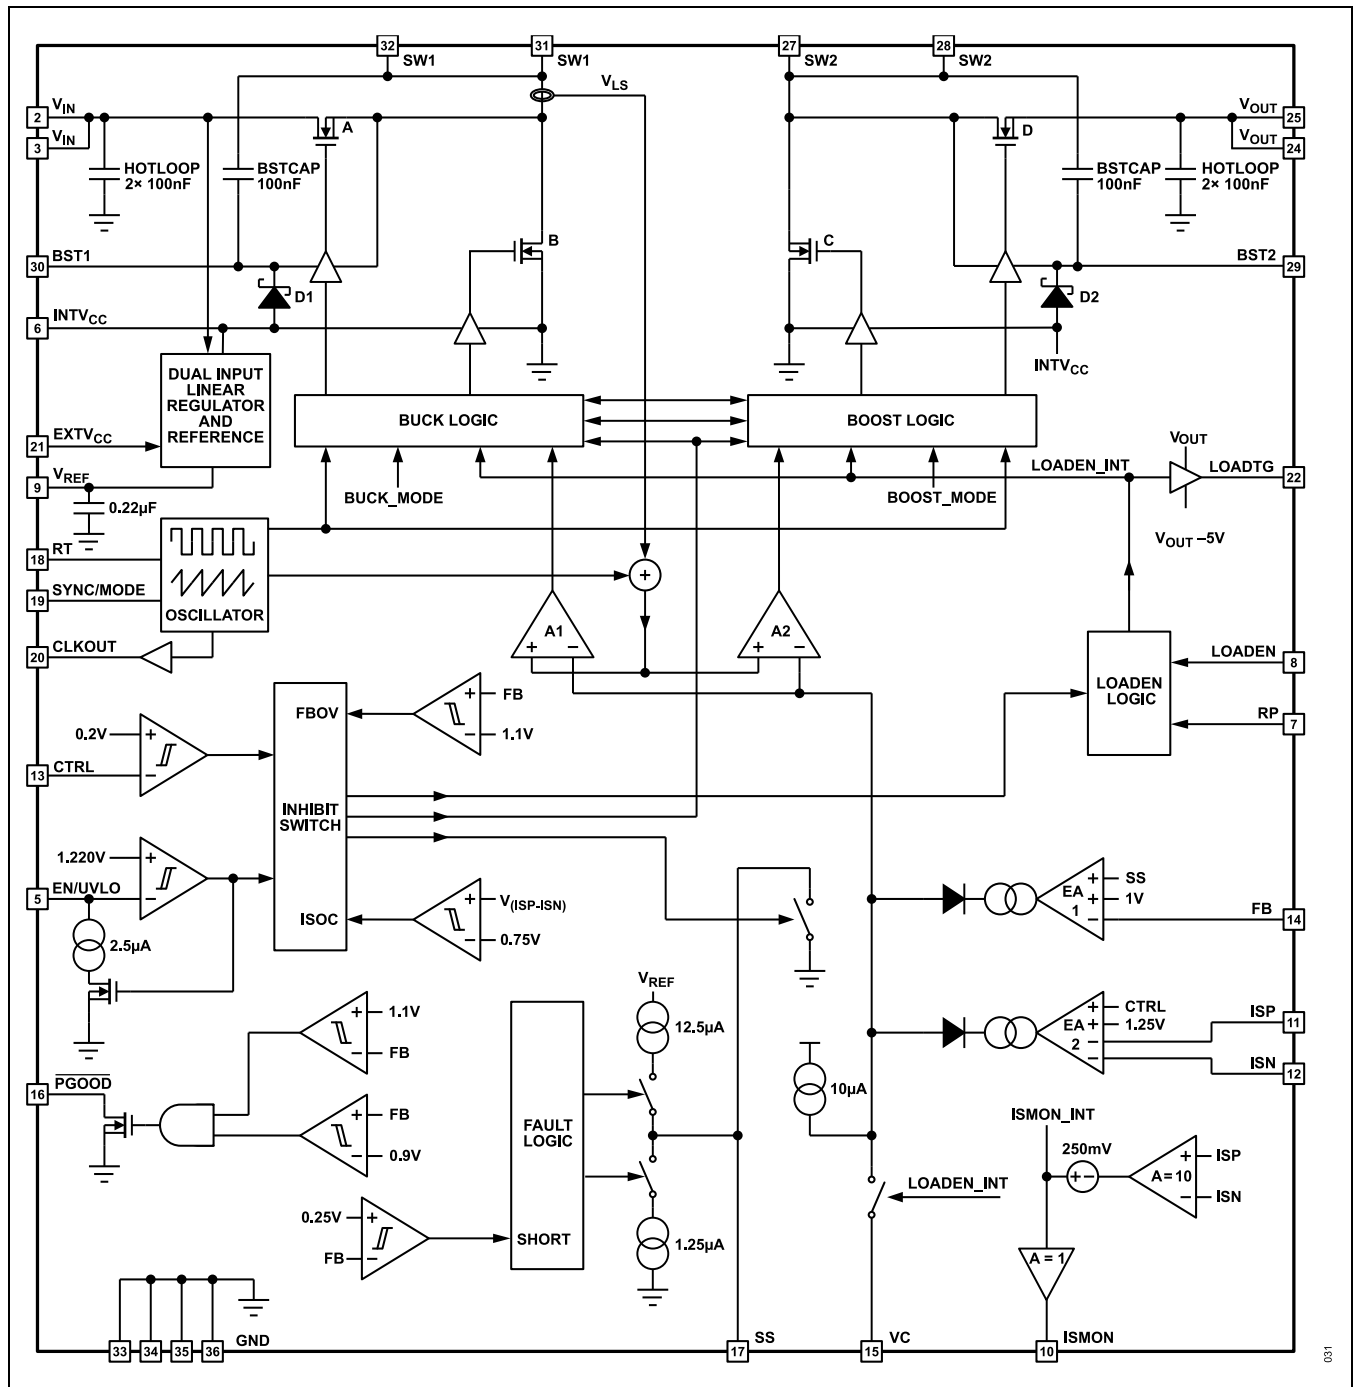 32
SW1
31
SW1
27
SW2
28
SW2
VLS
2
VIN
3
VIN
A
D
VOUT
25
VOUT
24
HOTLOOP
2× 100nF
BSTCAP
100nF
BSTCAP
100nF
HOTLOOP
2× 100nF
B
C
30
BST1
BST2
29
D1
D2
6
INTVCC
INTVCC
DUAL INPUT
LINEAR
REGULATOR
AND
REFERENCE
BUCK LOGIC
BOOST LOGIC
21
EXTVCC
9
VREF
0.22µF
BUCK_MODE
BOOST_MODE
LOADEN_INT
VOUT
LOADTG
22
VOUT –5V
18
RT
19
SYNC/MODE
OSCILLATOR
20
CLKOUT
+
A1
+
–
A2
+
–
LOADEN
LOGIC
LOADEN
8
RP
7
FBOV
+
FB
–
1.1V
0.2V
+
13
CTRL
–
INHIBIT
SWITCH
1.220V
+
5
EN/UVLO
–
2.5µA
ISOC
+
V(ISP-ISN)
–
0.75V
EA
1
+
SS
+
1V
–
FB
14
VREF
12.5µA
1.1V
+
FB
–
EA
2
+
CTRL
+
1.25V
–
–
ISP
11
ISN
12
16
PGOOD
FB
+
0.9V
–
FAULT
LOGIC
SHORT
10µA
1.25µA
0.25V
+
FB
–
LOADEN_INT
ISMON_INT
250mV
+–
A = 10
+
ISP
–
ISN
A = 1
33
34
35
36
GND
17
SS
15
VC
10
ISMON
031